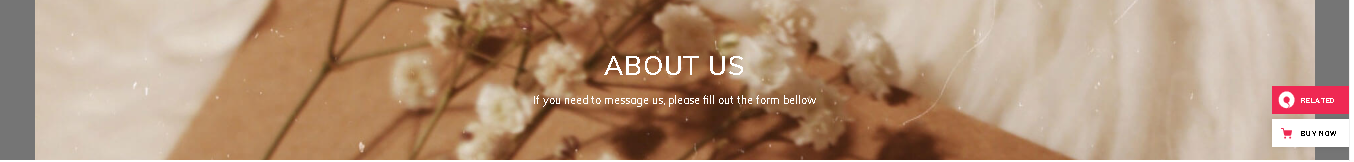 ABOUT US
If you need to message us, please fill out the form bellow
RELATED
BUY NOW